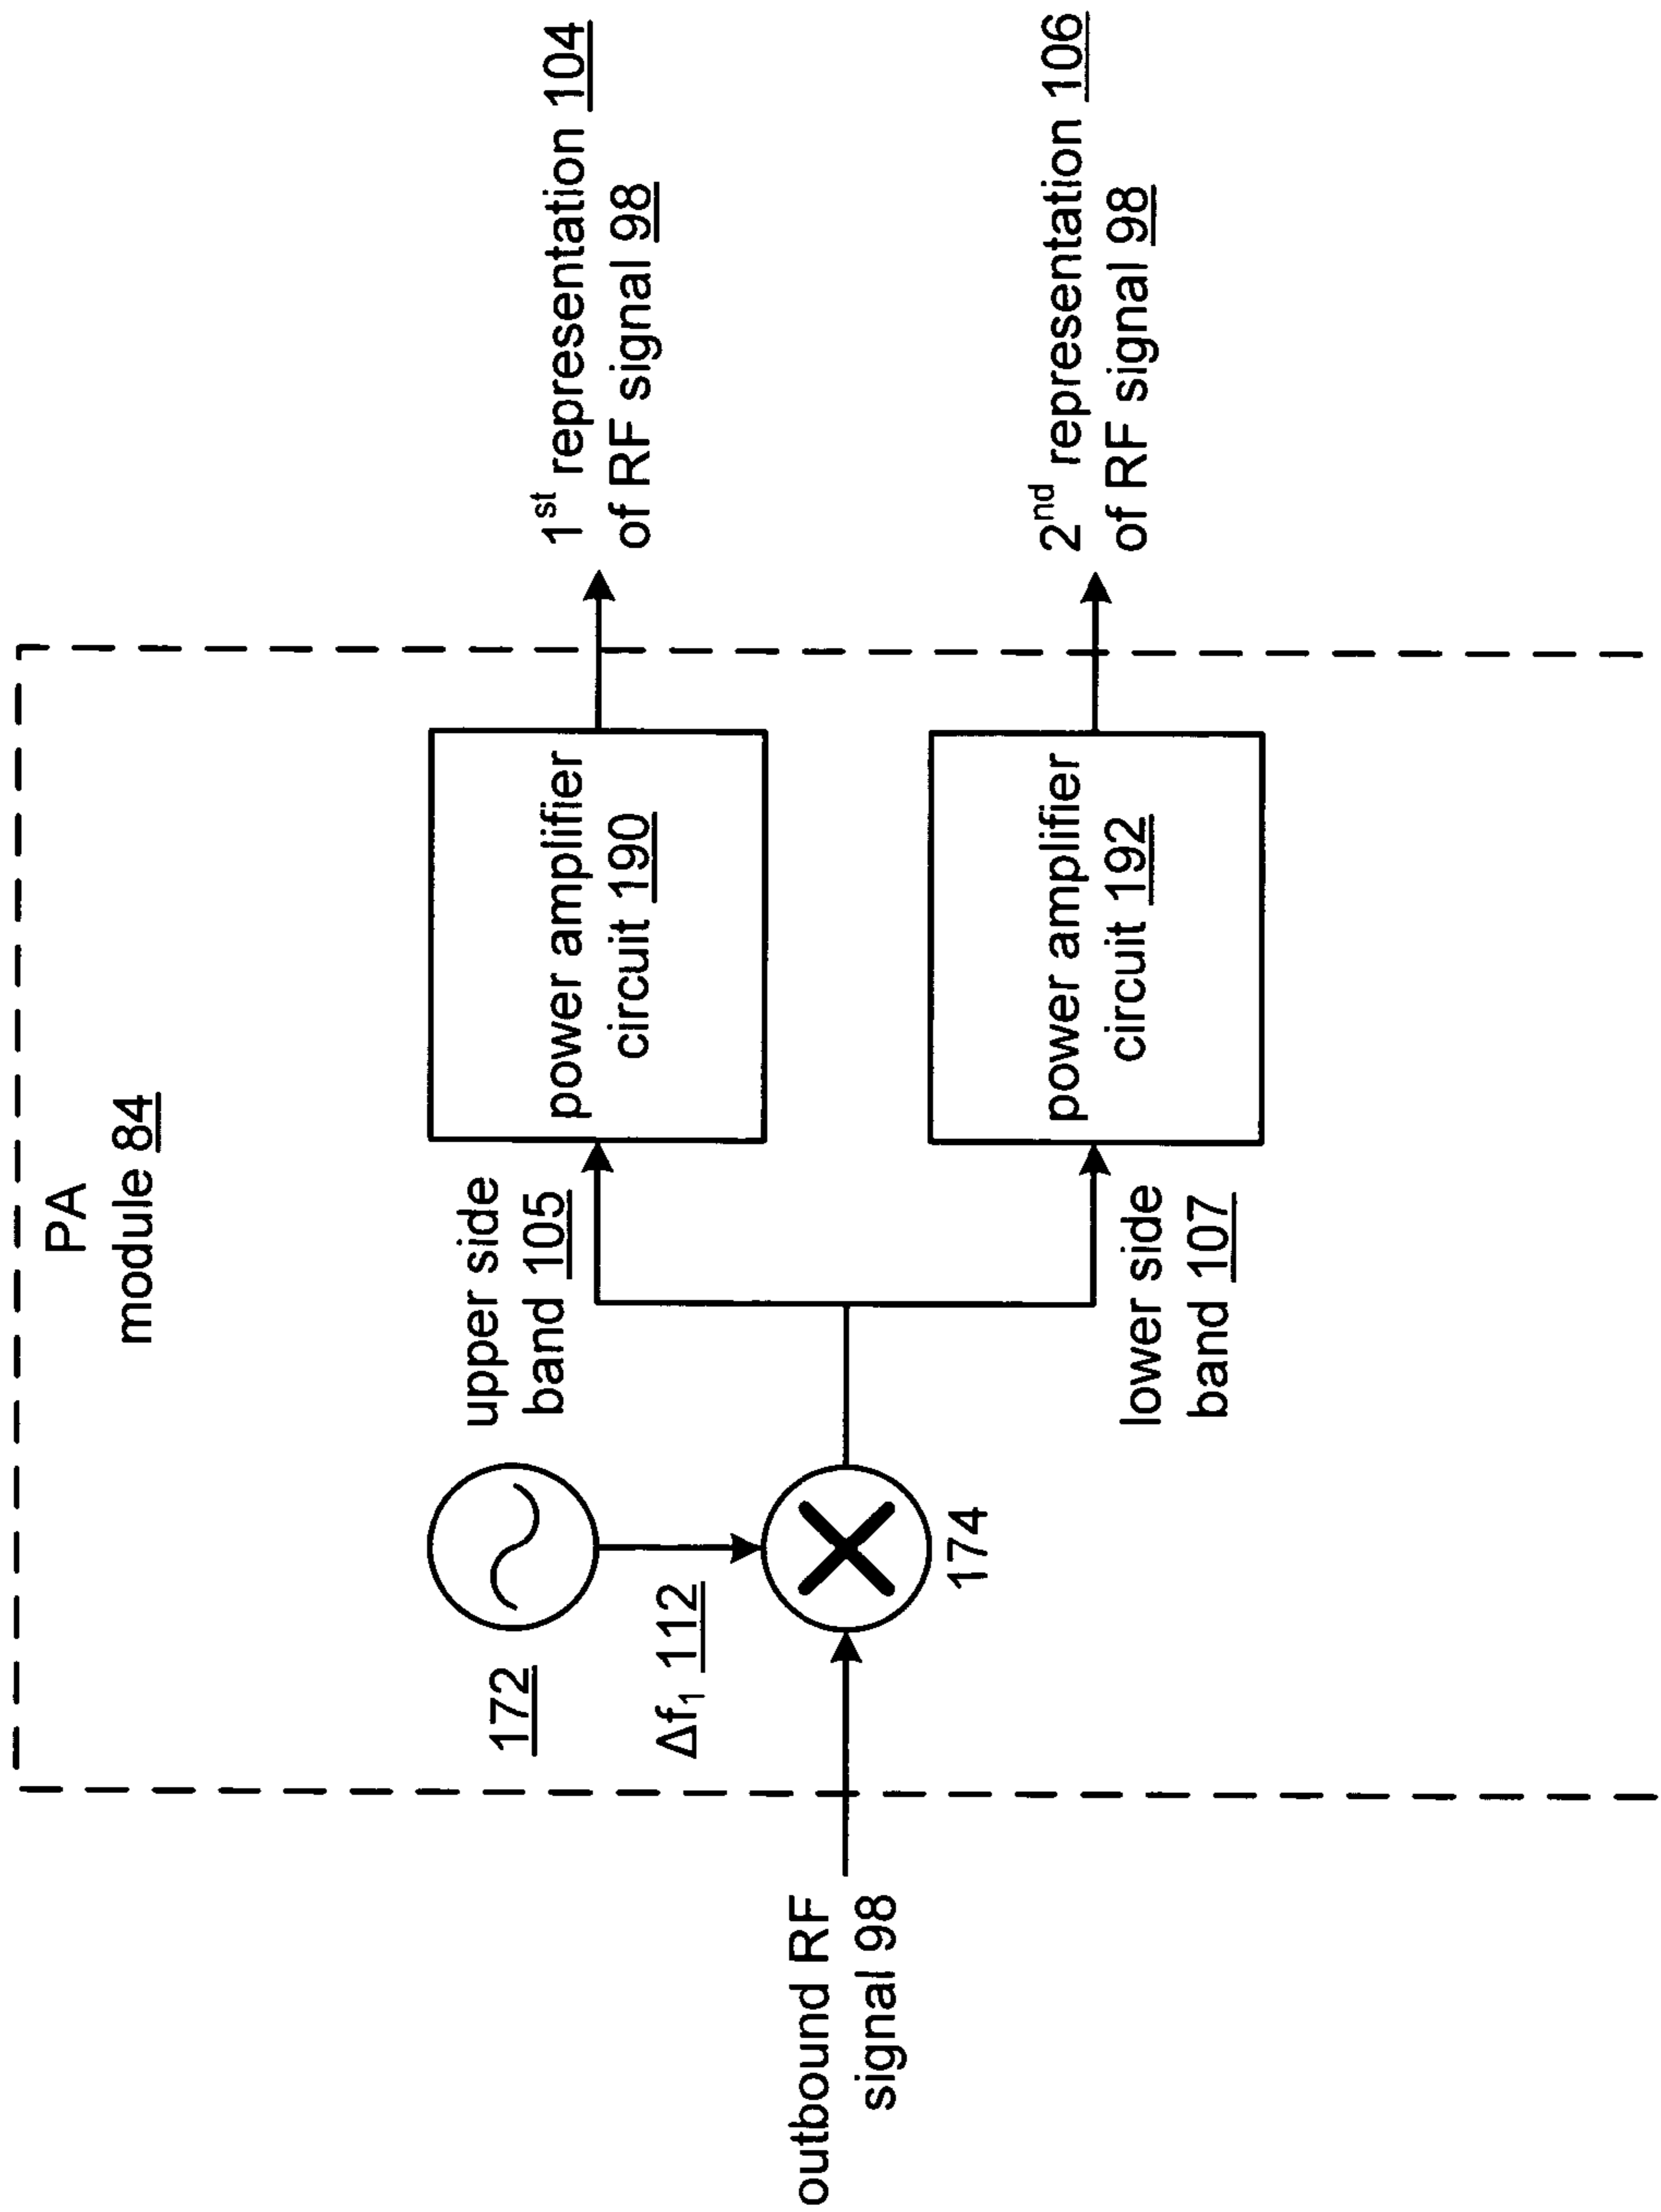 PA
module 84
172
Δf₁ 112
174
outbound RF
signal 98
upper side
band 105
lower side
band 107
power amplifier
circuit 190
power amplifier
circuit 192
1st representation 104
of RF signal 98
2nd representation 106
of RF signal 98